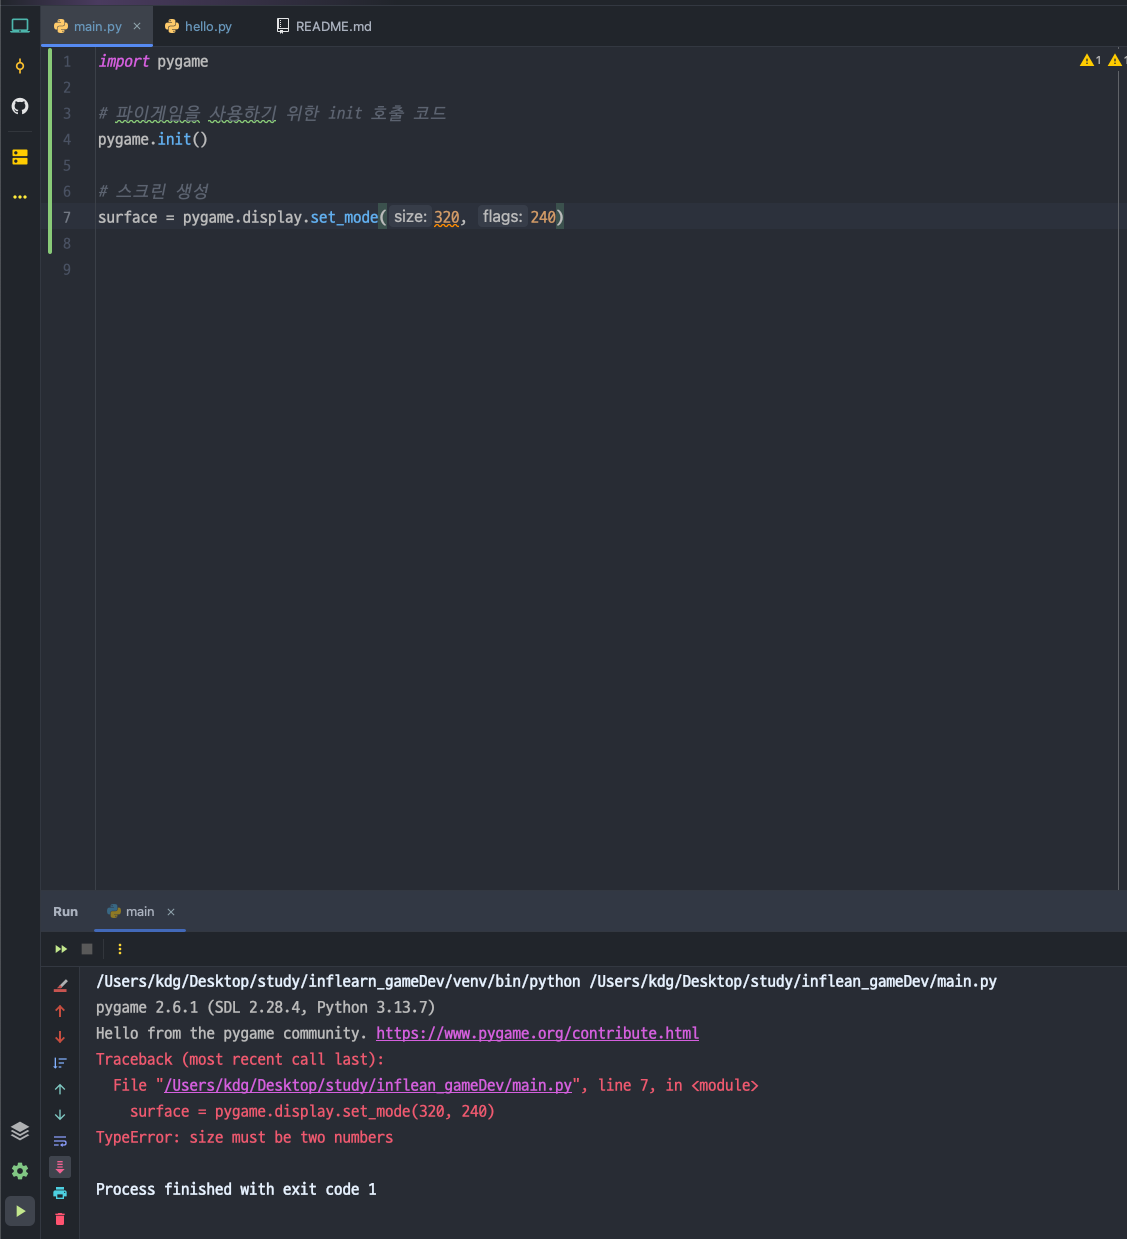 main.py ×
hello.py
README.md
1 import pygame
1
1
2
3 # 파이게임을 사용하기 위한 init 호출 코드
4 pygame.init()
5
6 # 스크린 생성
7 surface = pygame.display.set_mode( size: 320, flags: 240)
8
9
Run
main ×
/Users/kdg/Desktop/study/inflearn_gameDev/venv/bin/python /Users/kdg/Desktop/study/inflean_gameDev/main.py
pygame 2.6.1 (SDL 2.28.4, Python 3.13.7)
Hello from the pygame community. https://www.pygame.org/contribute.html
Traceback (most recent call last):
File "/Users/kdg/Desktop/study/inflean_gameDev/main.py", line 7, in <module>
surface = pygame.display.set_mode(320, 240)
TypeError: size must be two numbers
Process finished with exit code 1